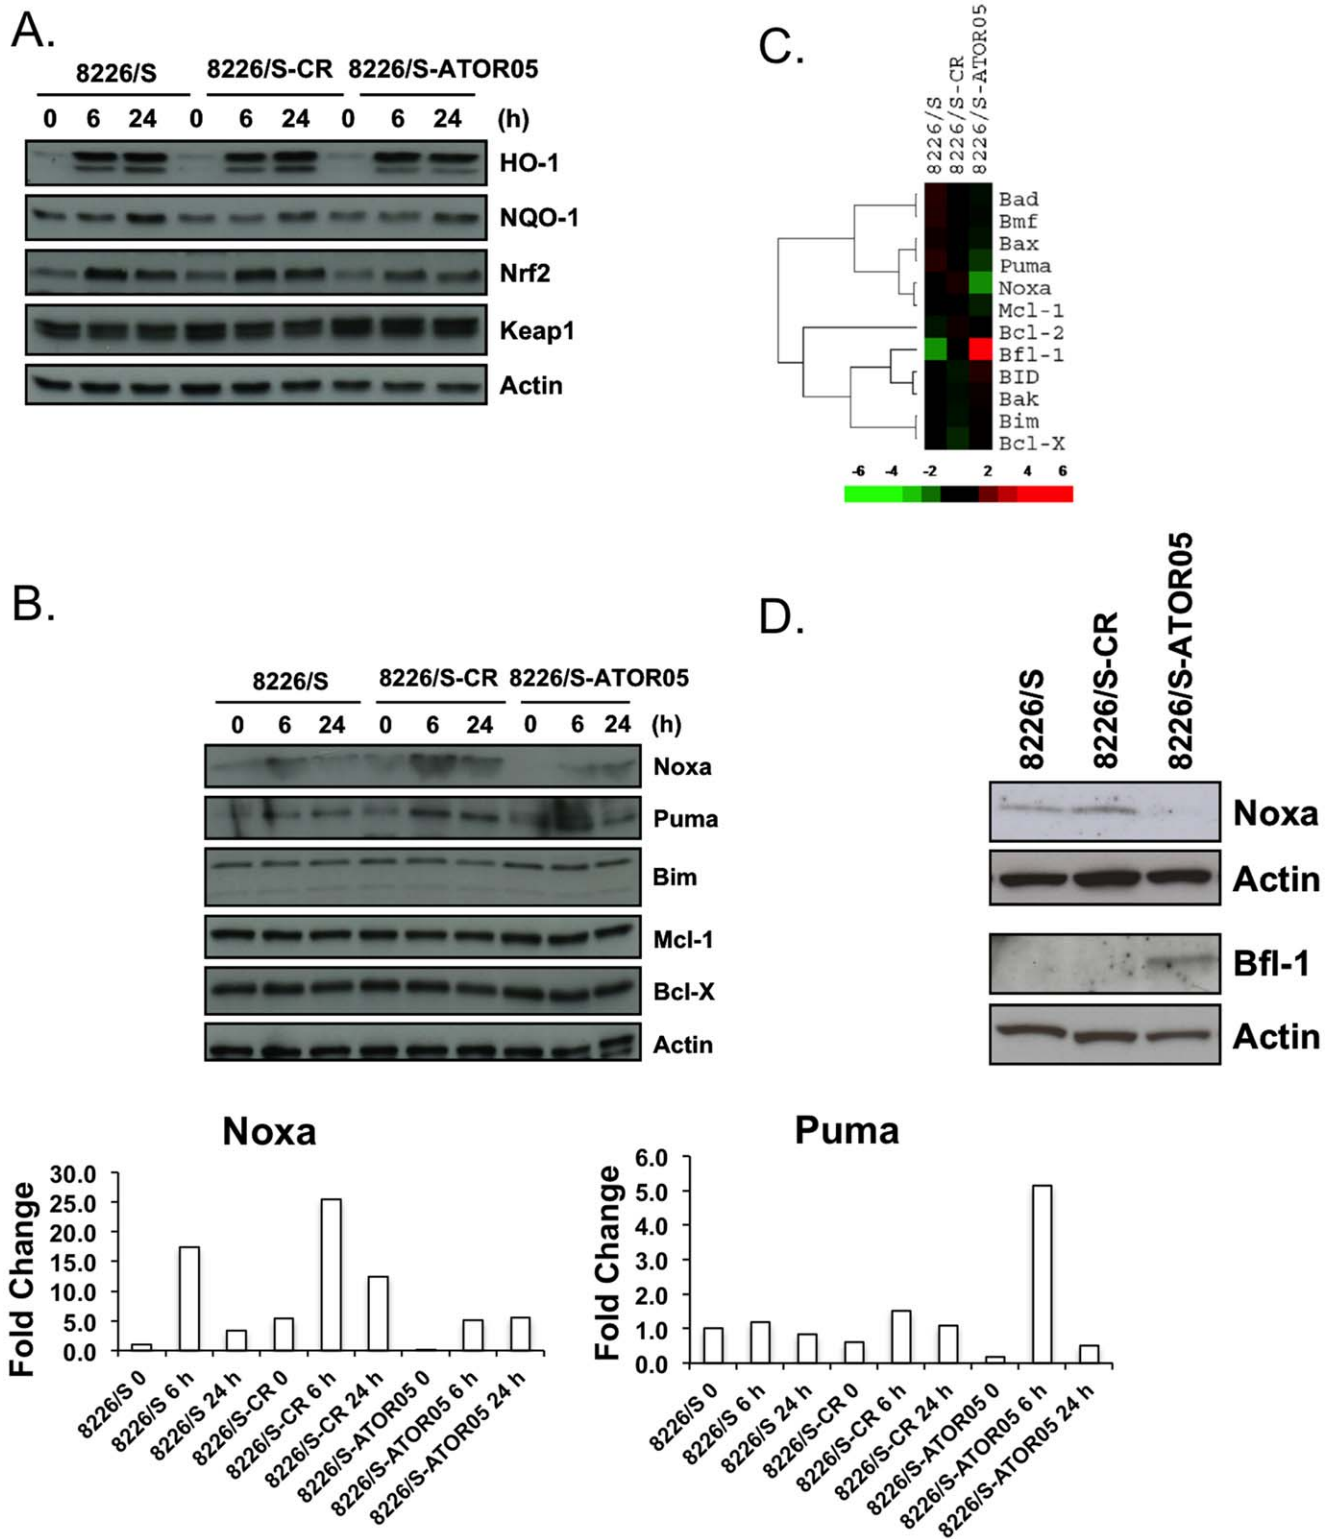 A.
8226/S 8226/S-CR 8226/S-ATOR05
0 6 24 0 6 24 0 6 24 (h)
HO-1
NQO-1
Nrf2
Keap1
Actin
C.
8226/S
8226/S-CR
8226/S-ATOR05
Bad
Bmf
Bax
Puma
Noxa
Mcl-1
Bcl-2
Bfl-1
BID
Bak
Bim
Bcl-X
-6 -4 -2 2 4 6
B.
8226/S 8226/S-CR 8226/S-ATOR05
0 6 24 0 6 24 0 6 24 (h)
Noxa
Puma
Bim
Mcl-1
Bcl-X
Actin
D.
8226/S
8226/S-CR
8226/S-ATOR05
Noxa
Actin
Bfl-1
Actin
Noxa
Fold Change
30.0
25.0
20.0
15.0
10.0
5.0
0.0
8226/S 0
8226/S 6 h
8226/S 24 h
8226/S-CR 0
8226/S-CR 6 h
8226/S-CR 24 h
8226/S-ATOR05 0
8226/S-ATOR05 6 h
8226/S-ATOR05 24 h
Puma
Fold Change
6.0
5.0
4.0
3.0
2.0
1.0
0.0
8226/S 0
8226/S 6 h
8226/S 24 h
8226/S-CR 0
8226/S-CR 6 h
8226/S-CR 24 h
8226/S-ATOR05 0
8226/S-ATOR05 6 h
8226/S-ATOR05 24 h